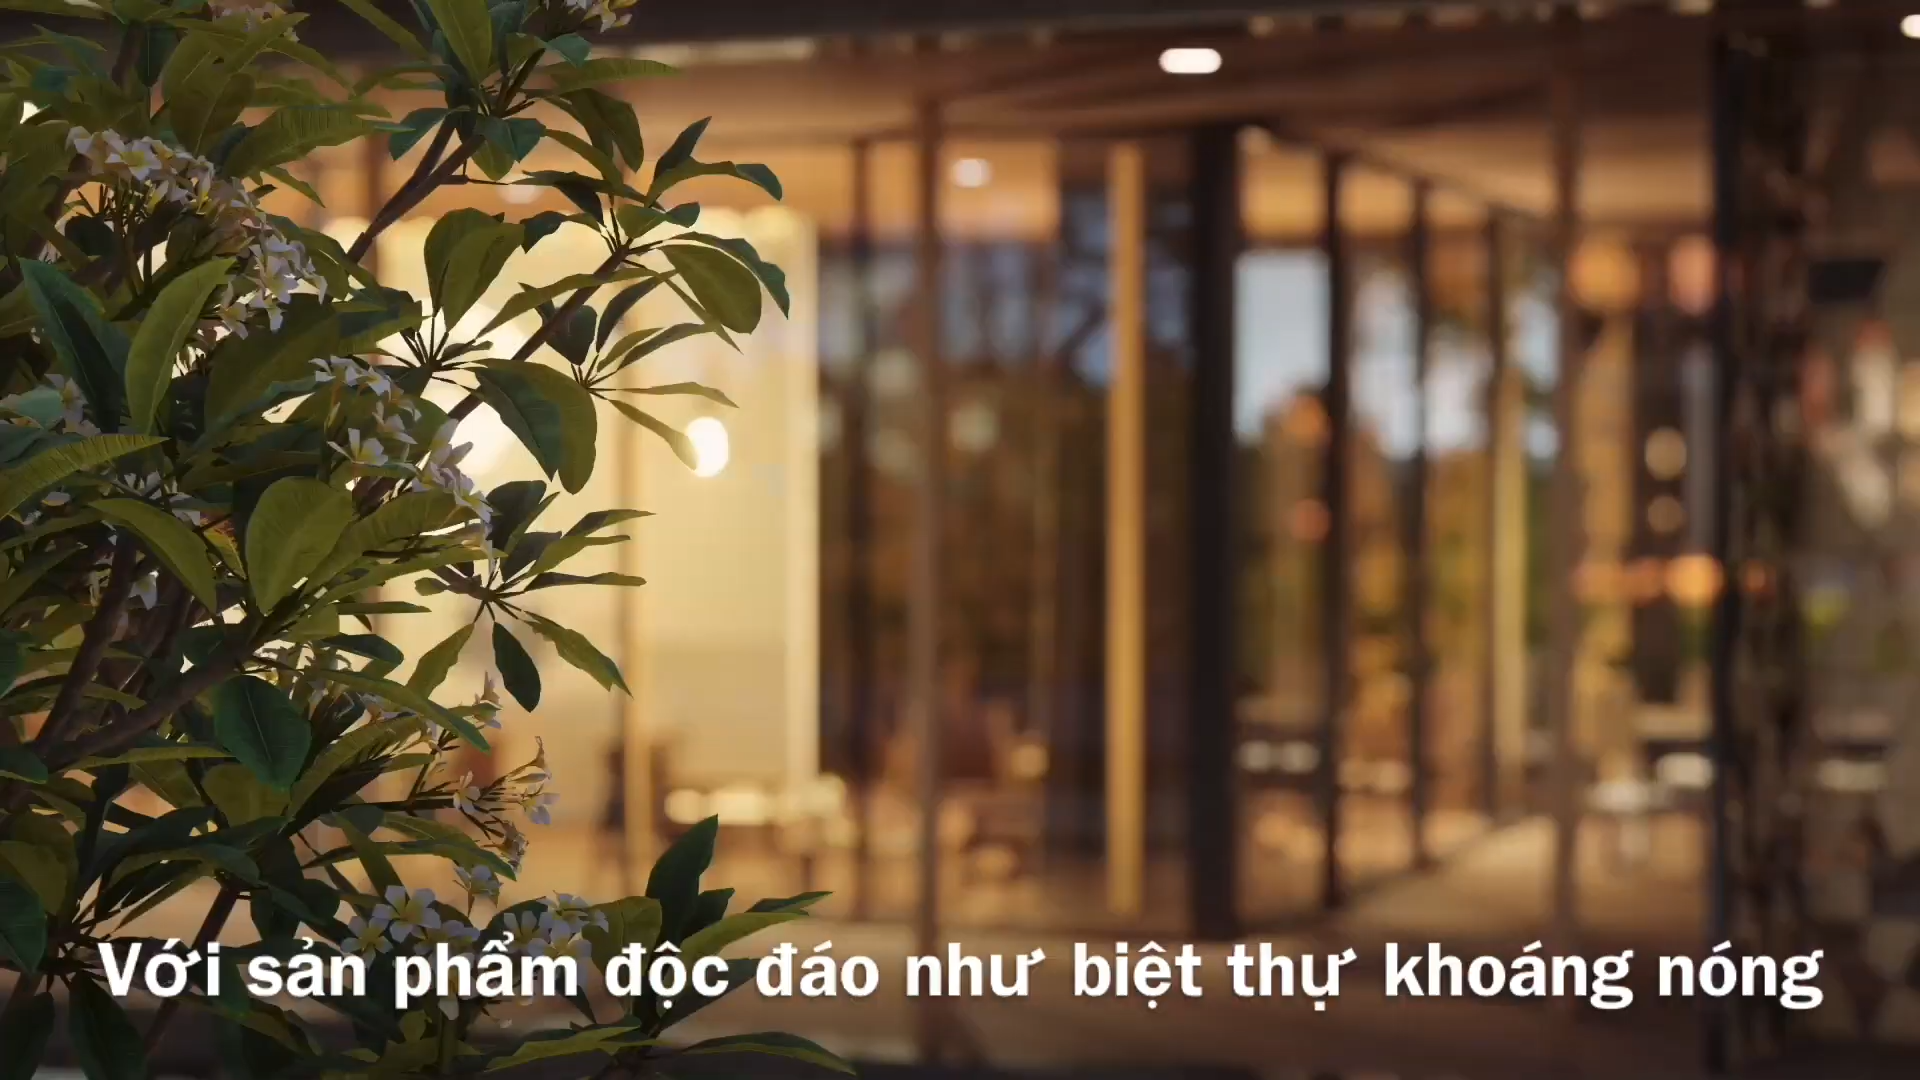 Với sản phẩm độc đáo như biệt thự khoáng nóng